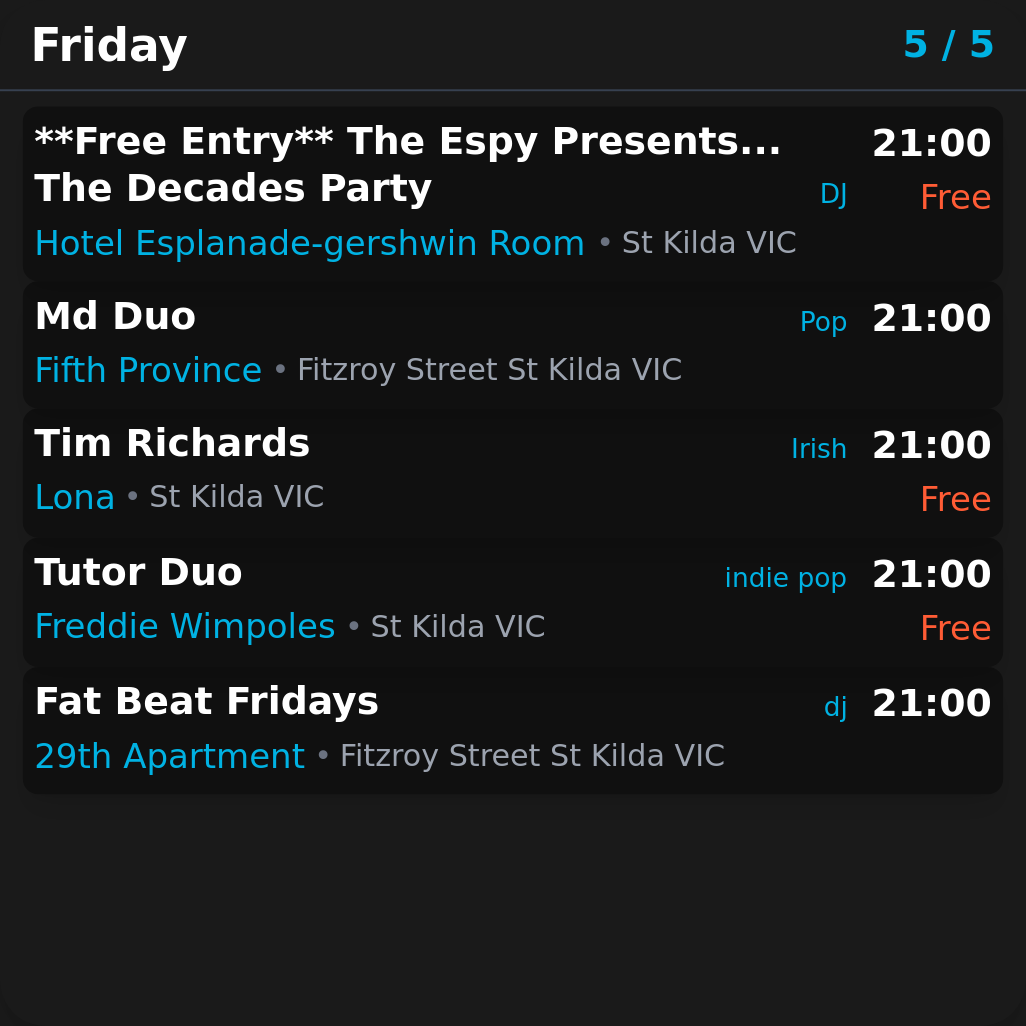 Friday 5 / 5
**Free Entry** The Espy Presents... 21:00
The Decades Party DJ Free
Hotel Esplanade-gershwin Room • St Kilda VIC
Md Duo Pop 21:00
Fifth Province • Fitzroy Street St Kilda VIC
Tim Richards Irish 21:00
Lona • St Kilda VIC Free
Tutor Duo indie pop 21:00
Freddie Wimpoles • St Kilda VIC Free
Fat Beat Fridays dj 21:00
29th Apartment • Fitzroy Street St Kilda VIC